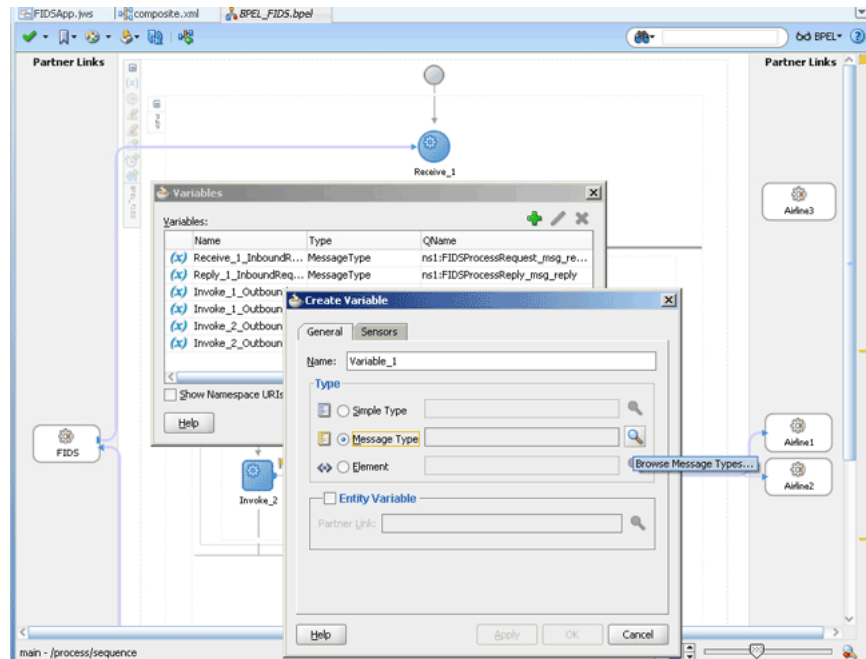 FIDSApp.jws
composite.xml
BPEL_FIDS.bpel
BPEL
Partner Links
Partner Links
Receive_1
Airline3
Variables
Variables:
Name Type QName
(x) Receive_1_InboundR... MessageType ns1:FIDSProcessRequest_msg_re...
(x) Reply_1_InboundReq... MessageType ns1:FIDSProcessReply_msg_reply
(x) Invoke_1_Outboun
(x) Invoke_1_Outboun
(x) Invoke_2_Outboun
(x) Invoke_2_Outboun
Show Namespace URIs
Help
Create Variable
General Sensors
Name: Variable_1
Type
Simple Type
Message Type
Browse Message Types...
Element
Entity Variable
Partner Link:
Help Apply OK Cancel
FIDS
Invoke_2
Airline1
Airline2
main - /process/sequence